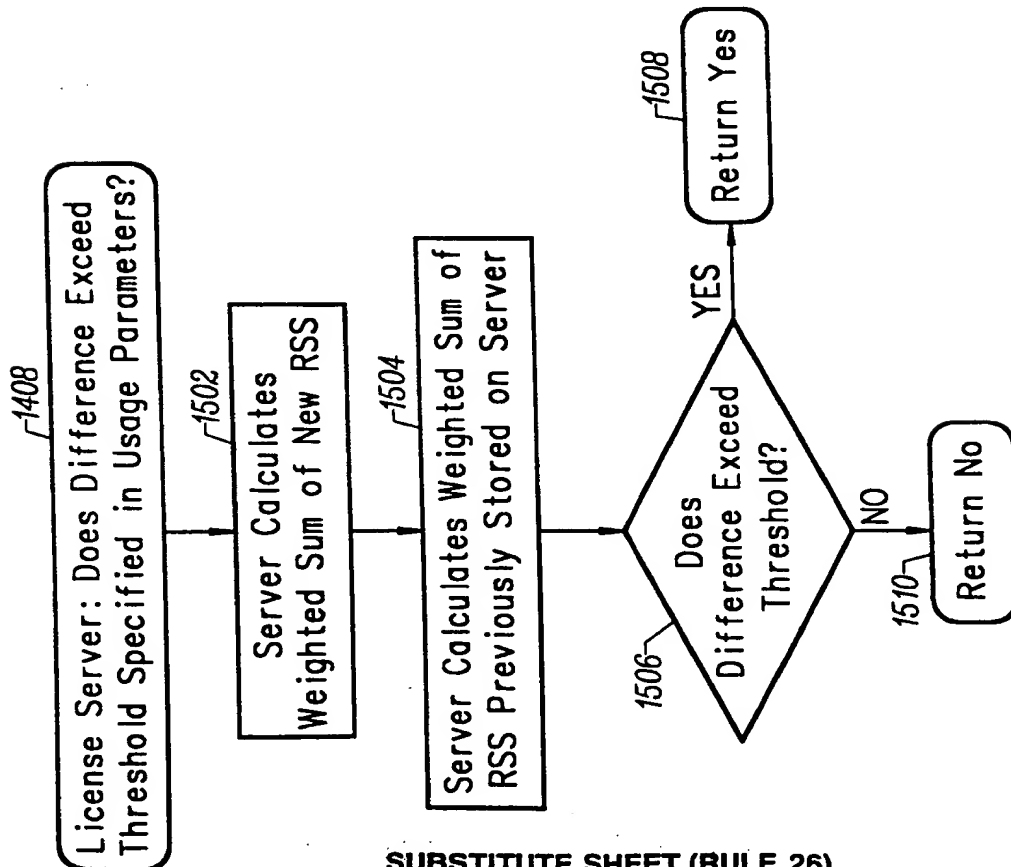 1408
License Server: Does Difference Exceed
Threshold Specified in Usage Parameters?
1502
Server Calculates
Weighted Sum of New RSS
1504
Server Calculates Weighted Sum of
RSS Previously Stored on Server
1506
Does
Difference Exceed
Threshold?
YES
1508
Return Yes
NO
1510
Return No
SUBSTITUTE SHEET (RULE 26)